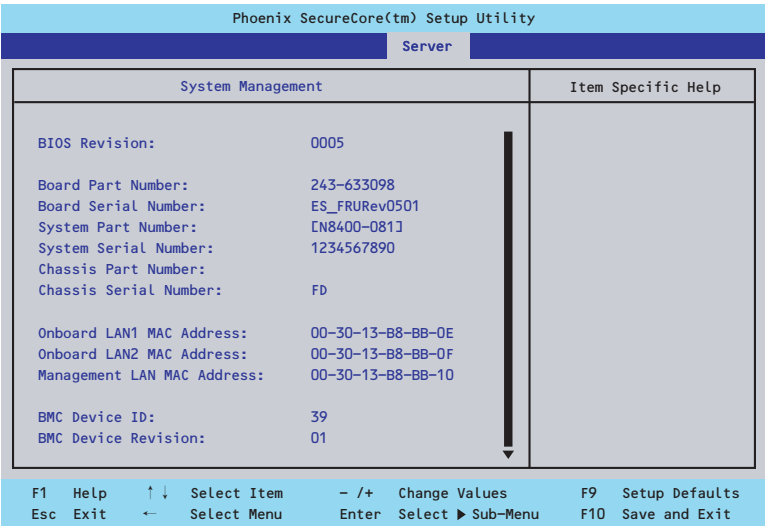 Phoenix SecureCore(tm) Setup Utility
Server
System Management
Item Specific Help
BIOS Revision: 0005
Board Part Number: 243-633098
Board Serial Number: ES_FRURev0501
System Part Number: [N8400-081]
System Serial Number: 1234567890
Chassis Part Number:
Chassis Serial Number: FD
Onboard LAN1 MAC Address: 00-30-13-B8-BB-0E
Onboard LAN2 MAC Address: 00-30-13-B8-BB-0F
Management LAN MAC Address: 00-30-13-B8-BB-10
BMC Device ID: 39
BMC Device Revision: 01
F1 Help ↑↓ Select Item - /+ Change Values F9 Setup Defaults
Esc Exit ← Select Menu Enter Select ▶ Sub-Menu F10 Save and Exit